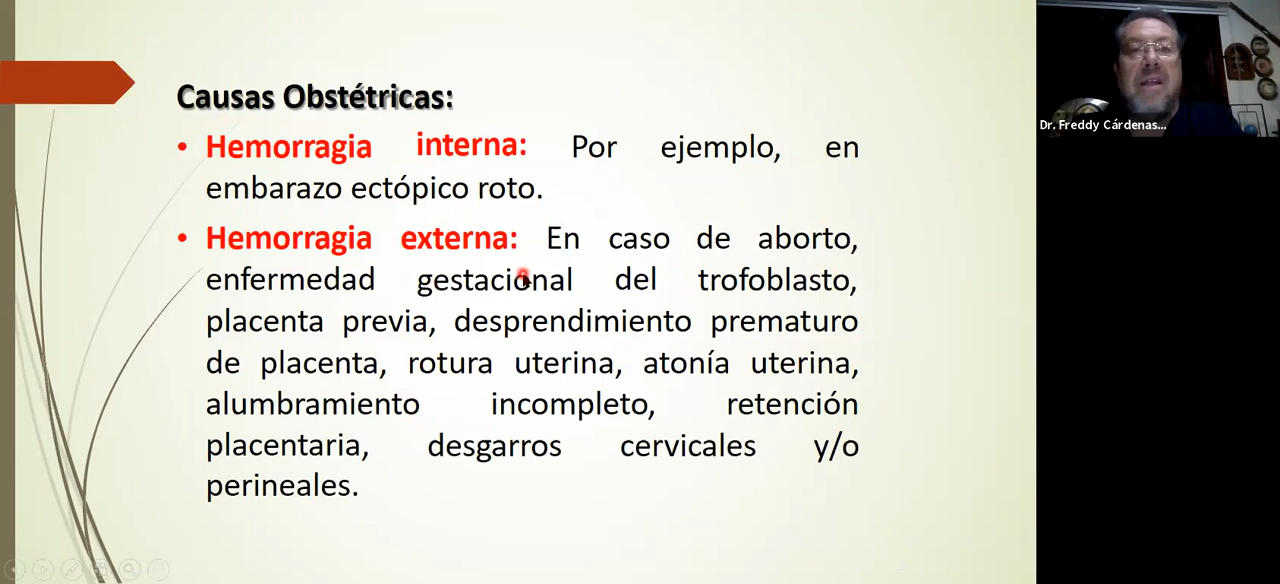 Causas Obstétricas:
• Hemorragia interna: Por ejemplo, en
embarazo ectópico roto.
• Hemorragia externa: En caso de aborto,
enfermedad gestacional del trofoblasto,
placenta previa, desprendimiento prematuro
de placenta, rotura uterina, atonía uterina,
alumbramiento incompleto, retención
placentaria, desgarros cervicales y/o
perineales.
Dr. Freddy Cárdenas...